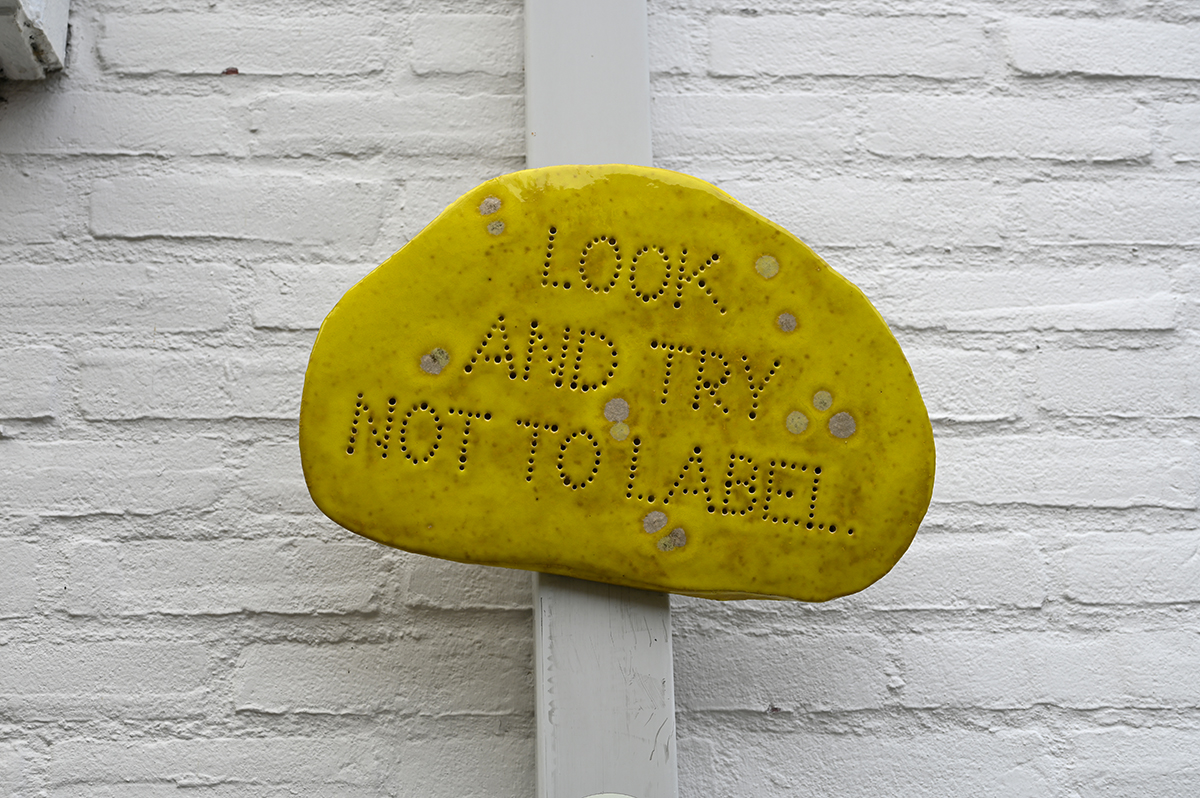 LOOK
AND TRY
NOT TO LABEL.